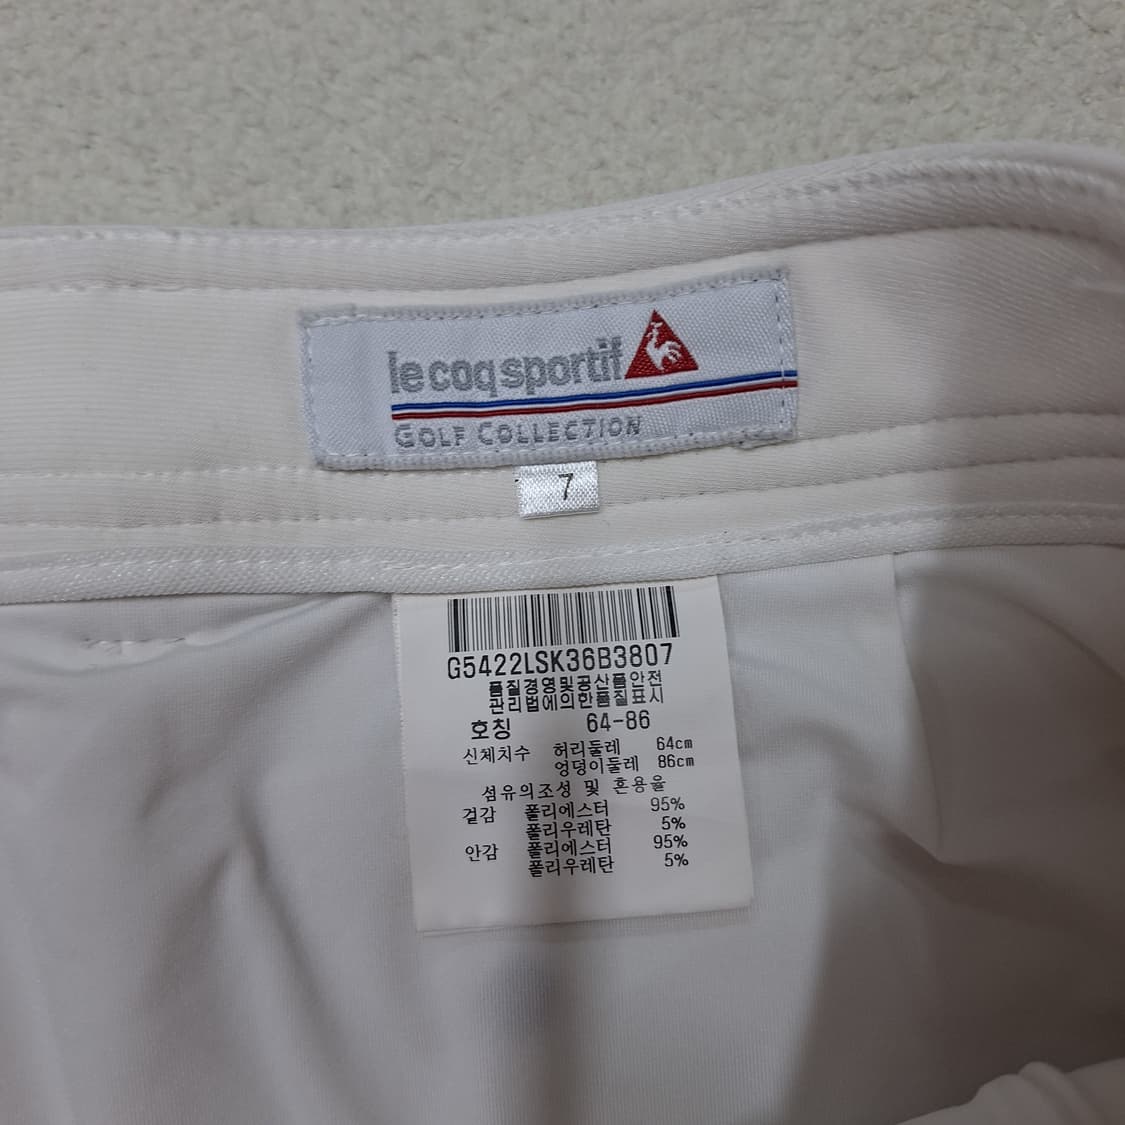 le coq sportif
GOLF COLLECTION
7
G5422LSK36B3807
품질경영및공산품안전
관리법에의한품질표시
호칭 64-86
신체치수 허리둘레 64cm
엉덩이둘레 86cm
섬유의조성 및 혼용율
겉감 폴리에스터 95%
폴리우레탄 5%
안감 폴리에스터 95%
폴리우레탄 5%